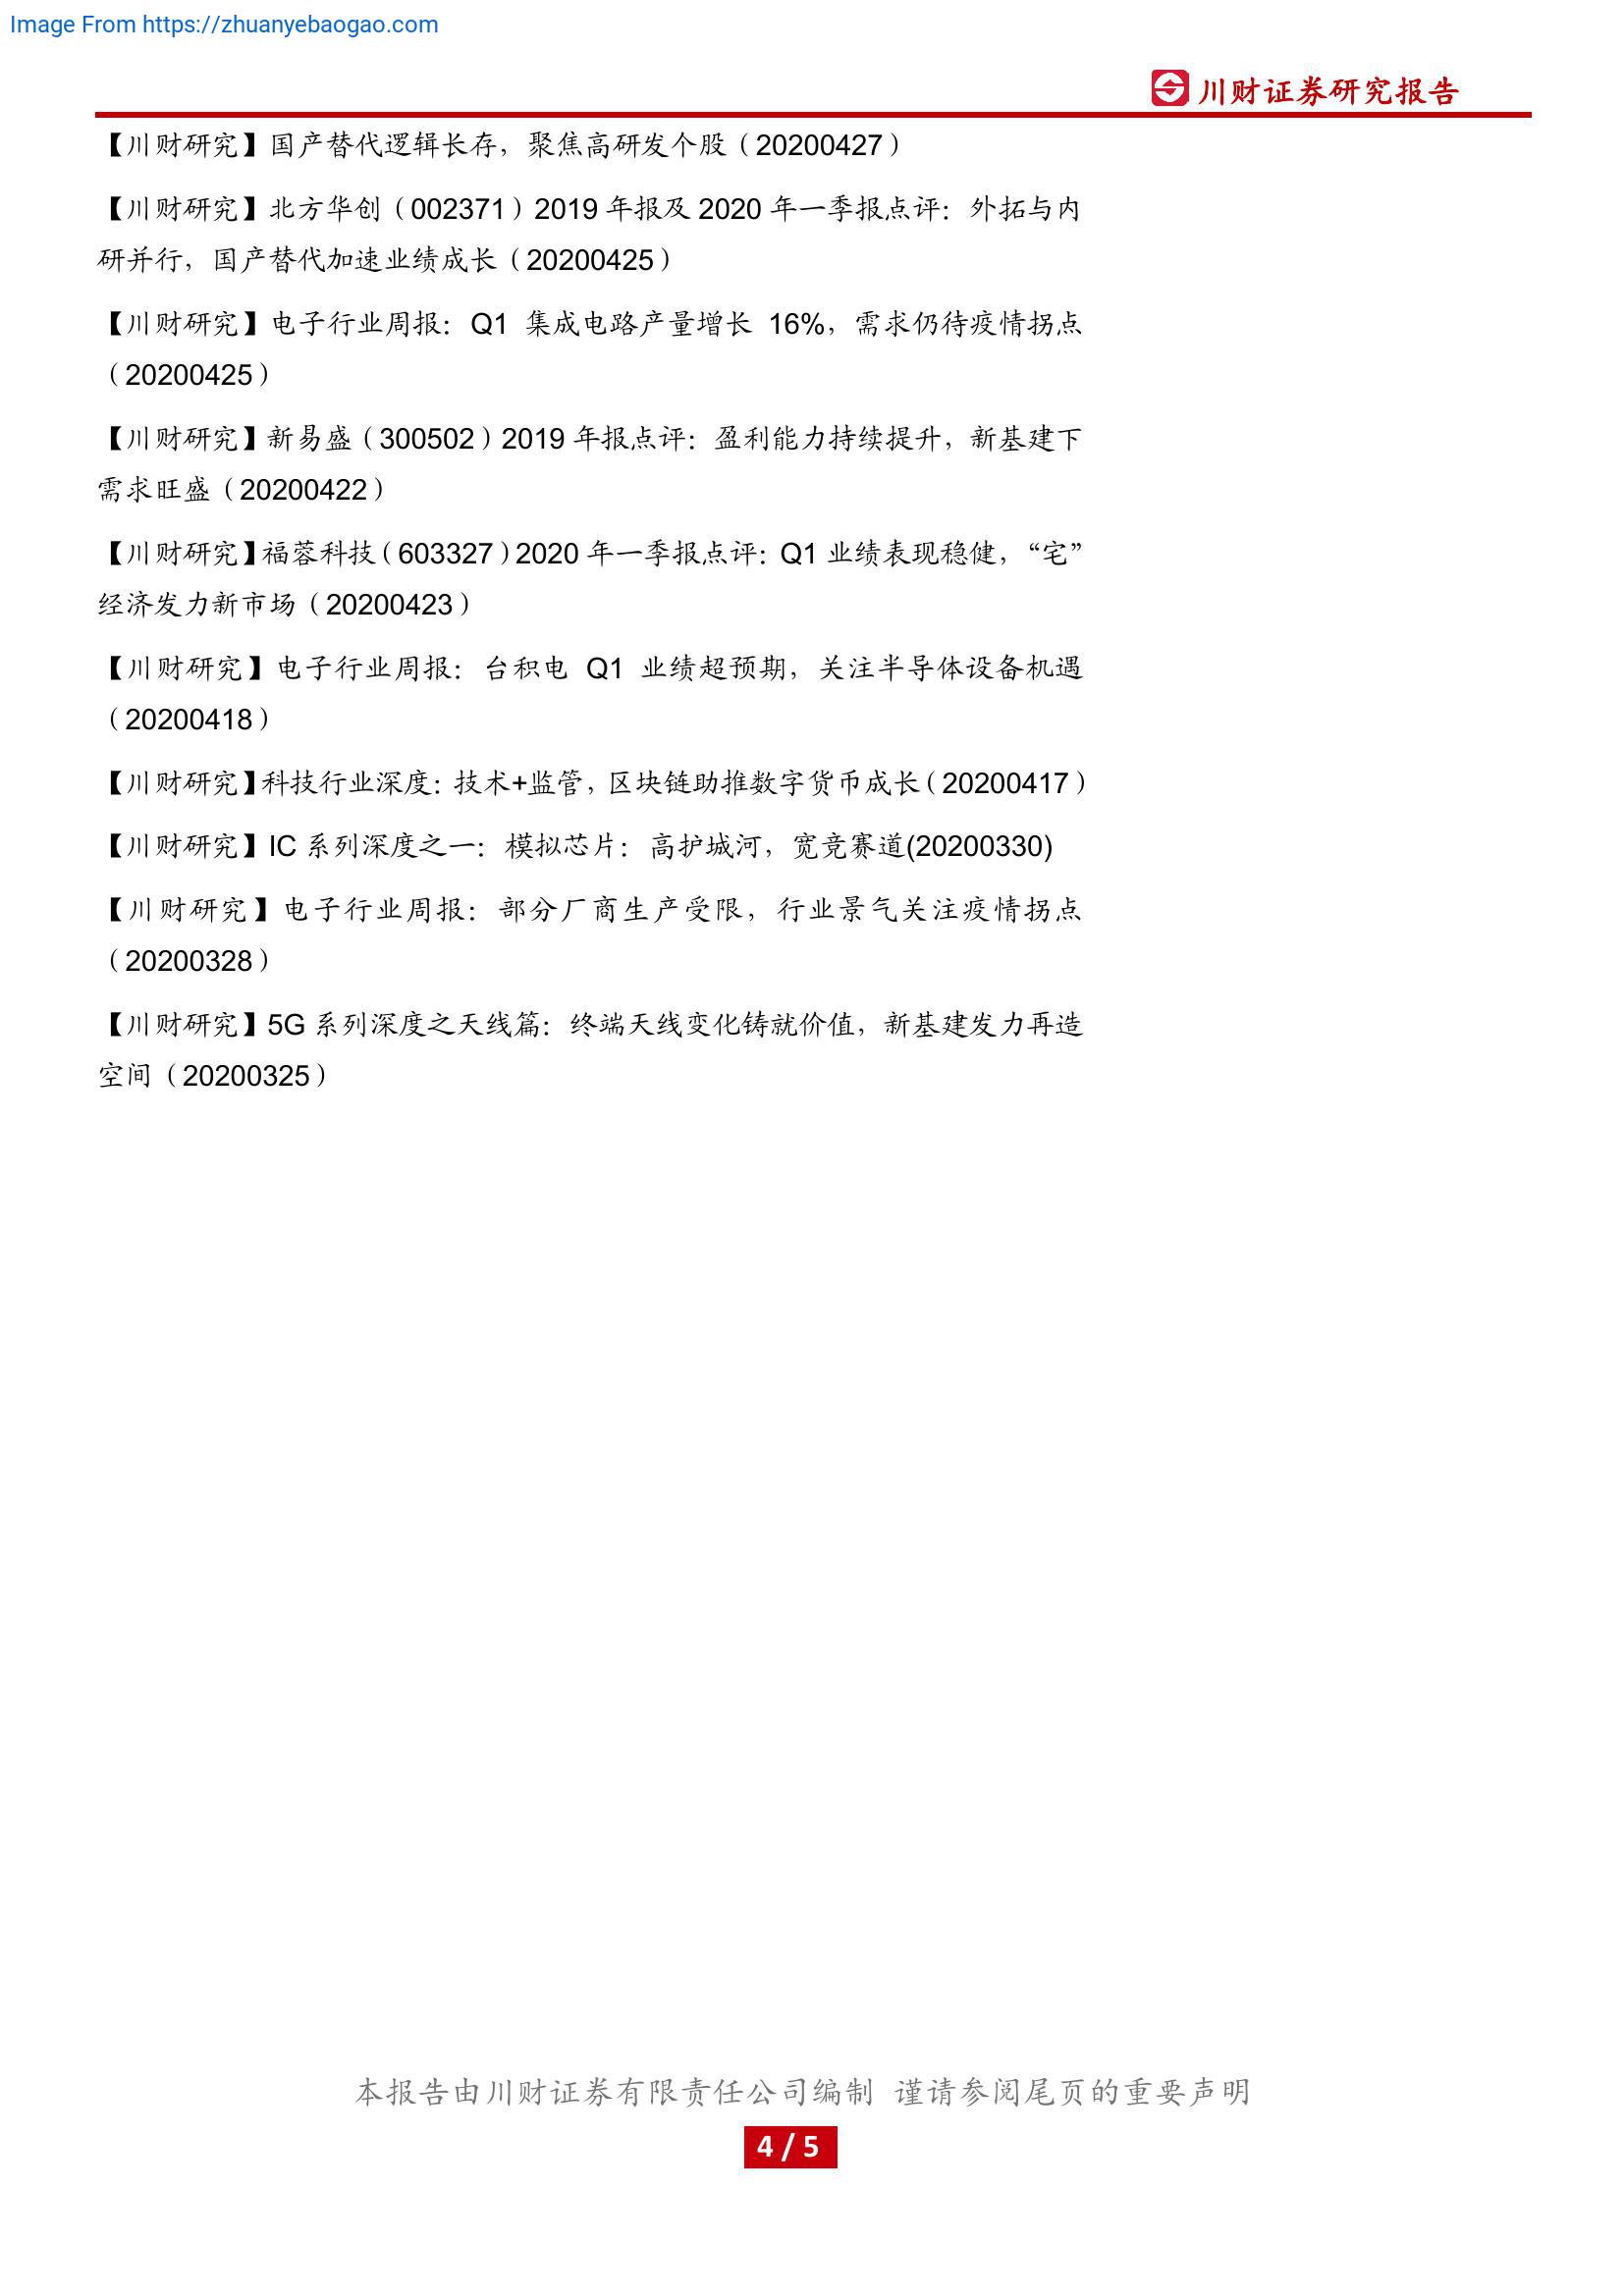 Image From https://zhuanyebaogao.com
川财证券研究报告
【川财研究】国产替代逻辑长存，聚焦高研发个股（20200427）
【川财研究】北方华创（002371）2019 年报及 2020 年一季报点评：外拓与内
研并行，国产替代加速业绩成长（20200425）
【川财研究】电子行业周报：Q1 集成电路产量增长 16%，需求仍待疫情拐点
（20200425）
【川财研究】新易盛（300502）2019 年报点评：盈利能力持续提升，新基建下
需求旺盛（20200422）
【川财研究】福蓉科技（603327）2020 年一季报点评：Q1 业绩表现稳健，“宅”
经济发力新市场（20200423）
【川财研究】电子行业周报：台积电 Q1 业绩超预期，关注半导体设备机遇
（20200418）
【川财研究】科技行业深度：技术+监管，区块链助推数字货币成长（20200417）
【川财研究】IC 系列深度之一：模拟芯片：高护城河，宽竞赛道(20200330)
【川财研究】电子行业周报：部分厂商生产受限，行业景气关注疫情拐点
（20200328）
【川财研究】5G 系列深度之天线篇：终端天线变化铸就价值，新基建发力再造
空间（20200325）
本报告由川财证券有限责任公司编制 谨请参阅尾页的重要声明
4 / 5